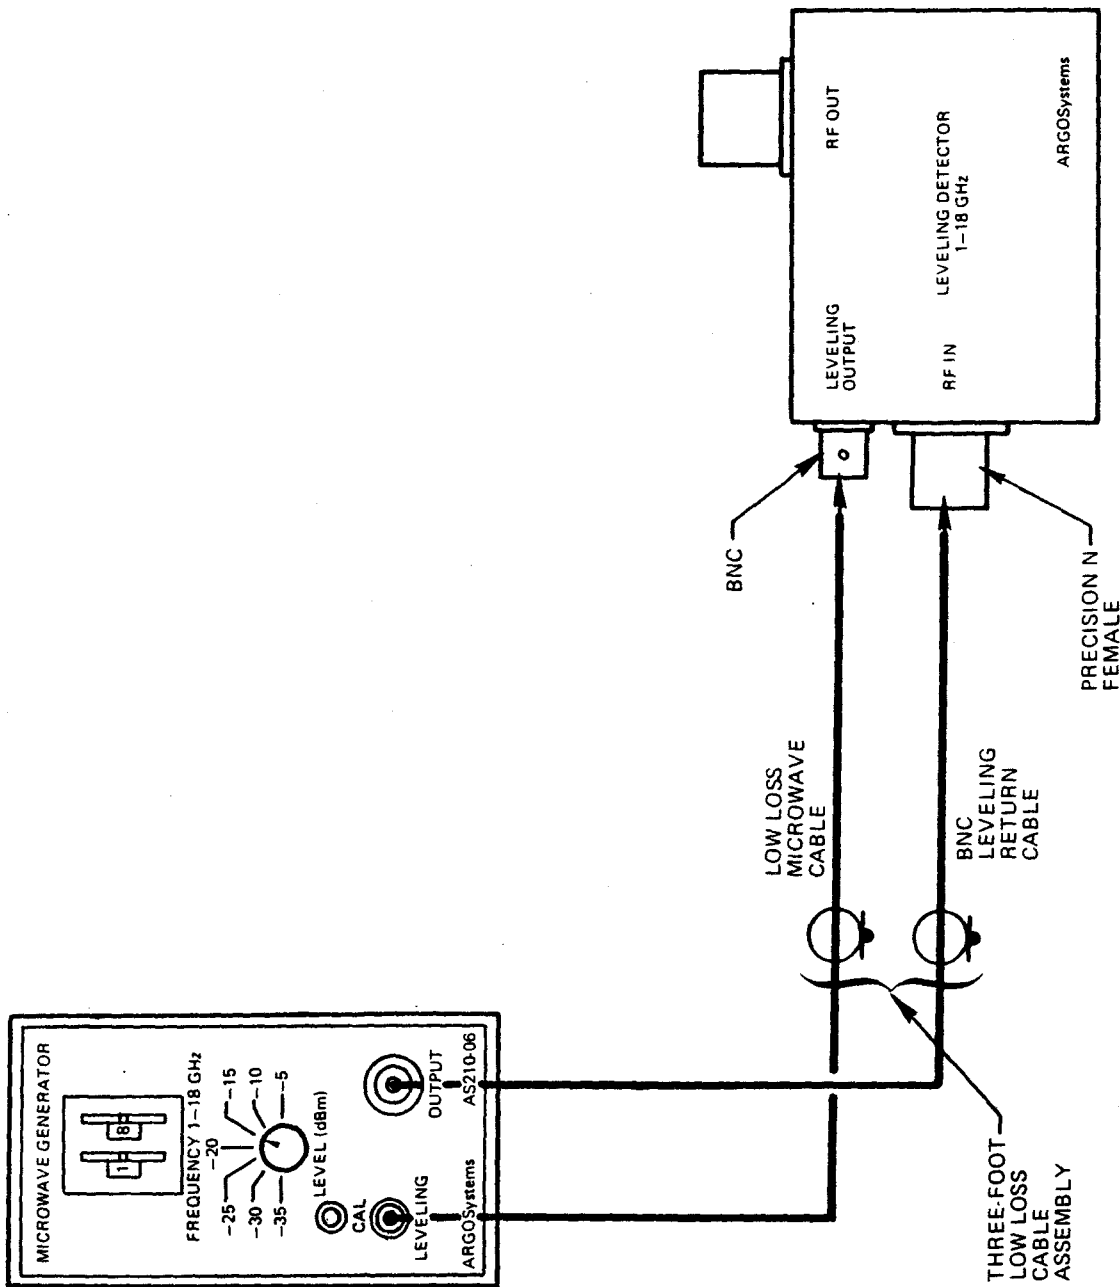 MICROWAVE GENERATOR
1 8
FREQUENCY 1–18 GHz
–20
–25 –15
–30 –10
–35 –5
LEVEL (dBm)
CAL
LEVELING OUTPUT
ARGOSystems AS210-06
LOW LOSS
MICROWAVE
CABLE
BNC
LEVELING
RETURN
CABLE
THREE-FOOT
LOW LOSS
CABLE
ASSEMBLY
BNC
PRECISION N
FEMALE
LEVELING
OUTPUT
RF OUT
RF IN
LEVELING DETECTOR
1–18 GHz
ARGOSystems